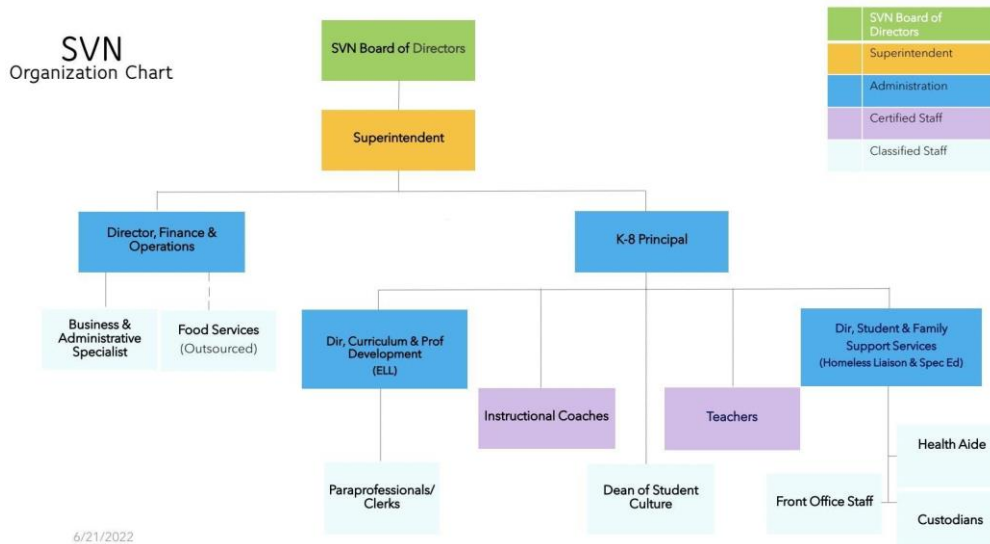 SVN
Organization Chart
SVN Board of Directors
Superintendent
SVN Board of
Directors
Superintendent
Administration
Certified Staff
Classified Staff
Director, Finance &
Operations
K-8 Principal
Business &
Administrative
Specialist
Food Services
(Outsourced)
Dir, Curriculum & Prof
Development
(ELL)
Instructional Coaches
Teachers
Dir, Student & Family
Support Services
(Homeless Liaison & Spec Ed)
Paraprofessionals/
Clerks
Dean of Student
Culture
Front Office Staff
Health Aide
Custodians
6/21/2022